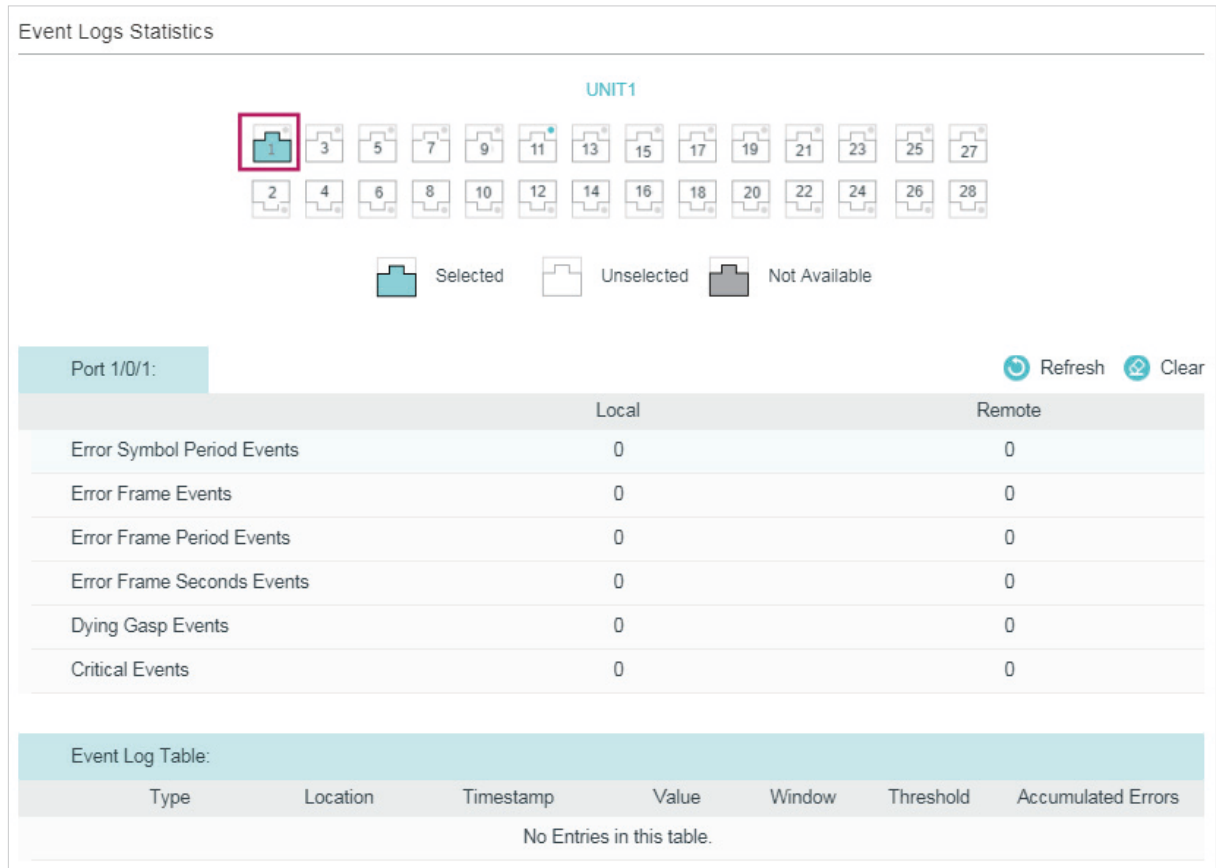 Event Logs Statistics
UNIT1
1 3 5 7 9 11 13 15 17 19 21 23 25 27
2 4 6 8 10 12 14 16 18 20 22 24 26 28
Selected Unselected Not Available
Port 1/0/1: Refresh Clear
Local Remote
Error Symbol Period Events 0 0
Error Frame Events 0 0
Error Frame Period Events 0 0
Error Frame Seconds Events 0 0
Dying Gasp Events 0 0
Critical Events 0 0
Event Log Table:
Type Location Timestamp Value Window Threshold Accumulated Errors
No Entries in this table.